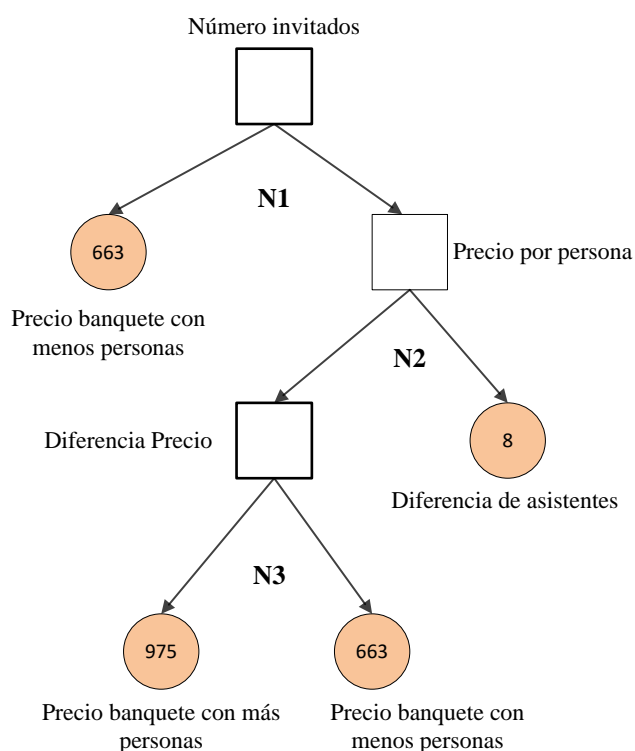 Número invitados
N1
663
Precio por persona
Precio banquete con
menos personas
N2
Diferencia Precio
8
Diferencia de asistentes
N3
975
663
Precio banquete con más
personas
Precio banquete con
menos personas